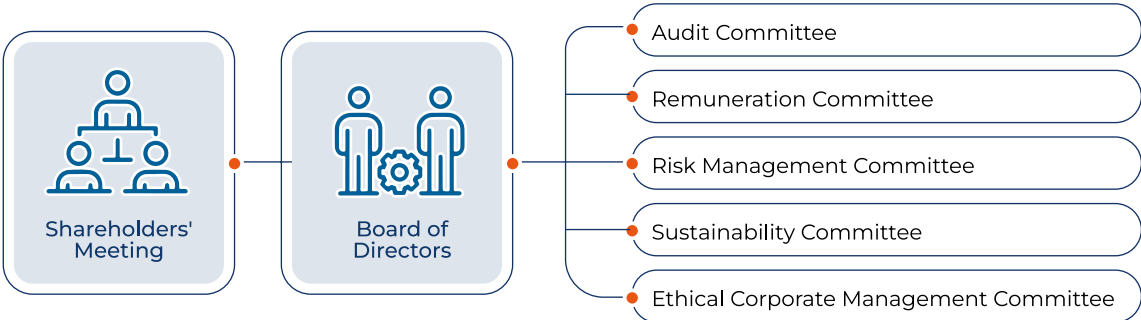 Shareholders'
Meeting
Board of
Directors
Audit Committee
Remuneration Committee
Risk Management Committee
Sustainability Committee
Ethical Corporate Management Committee